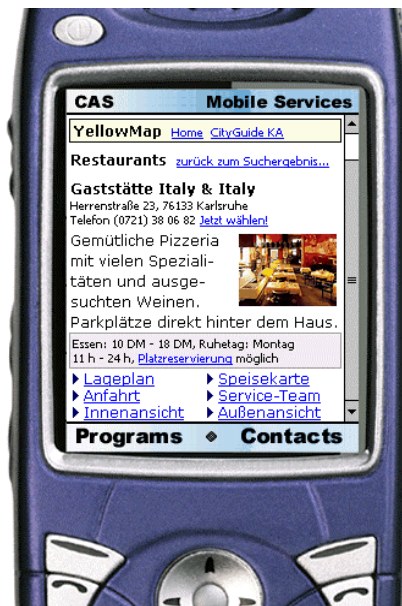 CAS Mobile Services
YellowMap Home CityGuide KA
Restaurants zurück zum Suchergebnis...
Gaststätte Italy & Italy
Herrenstraße 23, 76133 Karlsruhe
Telefon (0721) 38 06 82 Jetzt wählen!
Gemütliche Pizzeria
mit vielen Speziali-
täten und ausge-
suchten Weinen.
Parkplätze direkt hinter dem Haus.
Essen: 10 DM - 18 DM, Ruhetag: Montag
11 h - 24 h, Platzreservierung möglich
Lageplan Speisekarte
Anfahrt Service-Team
Innenansicht Außenansicht
Programs Contacts